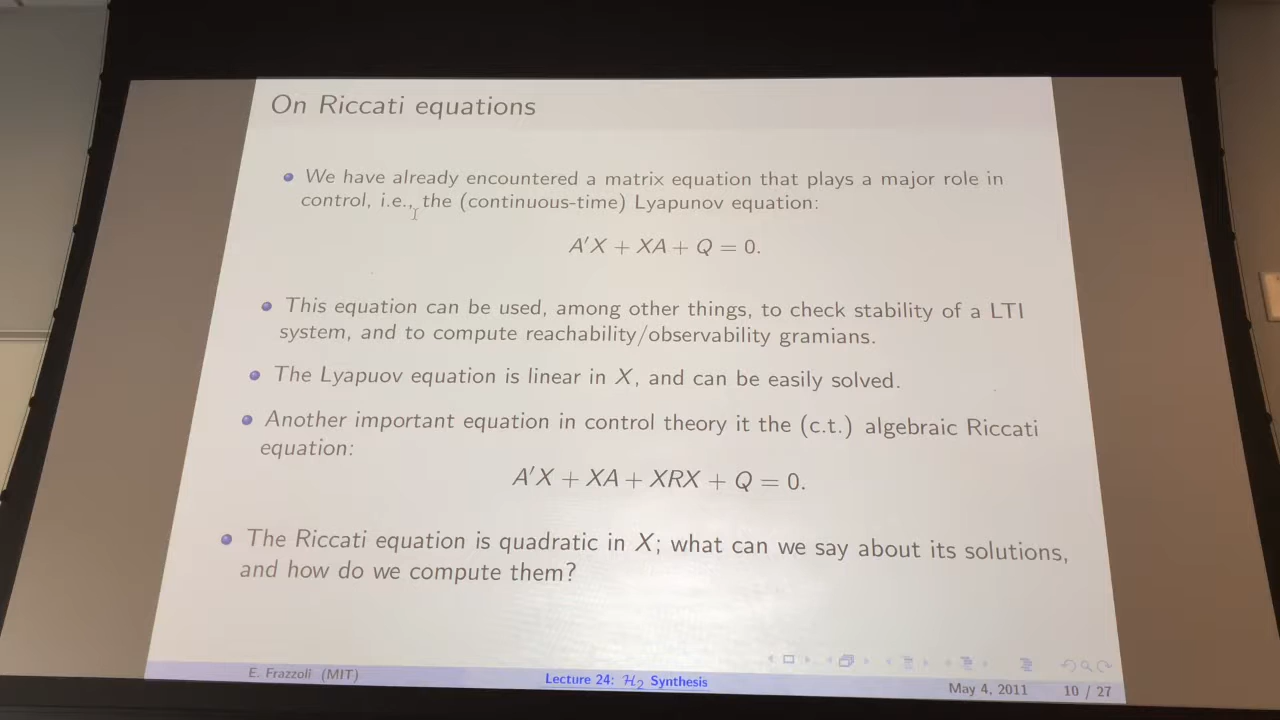 On Riccati equations
We have already encountered a matrix equation that plays a major role in
control, i.e., the (continuous-time) Lyapunov equation:
A′X + XA + Q = 0.
This equation can be used, among other things, to check stability of a LTI
system, and to compute reachability/observability gramians.
The Lyapuov equation is linear in X, and can be easily solved.
Another important equation in control theory it the (c.t.) algebraic Riccati
equation:
A′X + XA + XRX + Q = 0.
The Riccati equation is quadratic in X; what can we say about its solutions,
and how do we compute them?
E. Frazzoli (MIT)
Lecture 24: ℋ₂ Synthesis
May 4, 2011
10 / 27